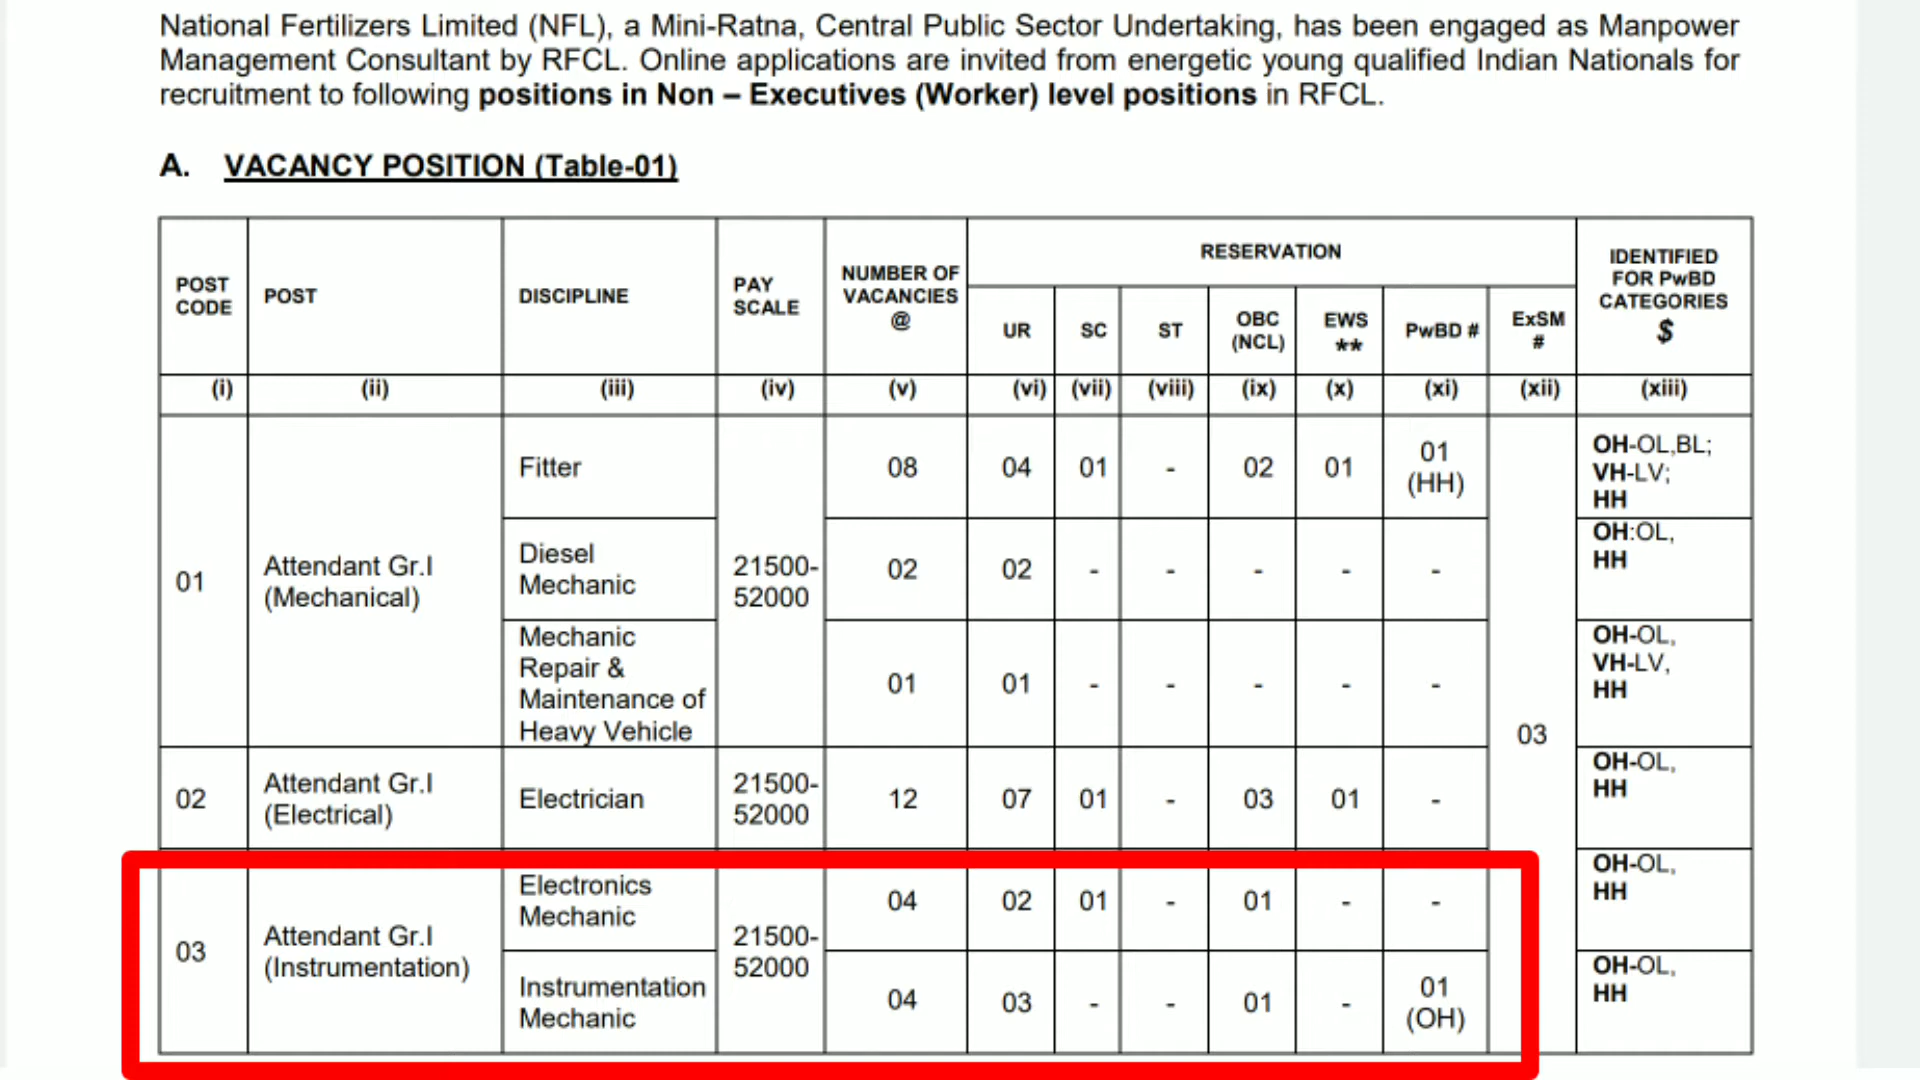 National Fertilizers Limited (NFL), a Mini-Ratna, Central Public Sector Undertaking, has been engaged as Manpower
Management Consultant by RFCL. Online applications are invited from energetic young qualified Indian Nationals for
recruitment to following positions in Non – Executives (Worker) level positions in RFCL.
A. VACANCY POSITION (Table-01)
POST CODE POST DISCIPLINE PAY SCALE NUMBER OF VACANCIES @ RESERVATION IDENTIFIED FOR PwBD CATEGORIES $
UR SC ST OBC (NCL) EWS ** PwBD # ExSM #
(i) (ii) (iii) (iv) (v) (vi) (vii) (viii) (ix) (x) (xi) (xii) (xiii)
01 Attendant Gr.I (Mechanical) Fitter 21500-52000 08 04 01 - 02 01 01 (HH) 03 OH-OL,BL; VH-LV; HH
Diesel Mechanic 02 02 - - - - - OH:OL, HH
Mechanic Repair & Maintenance of Heavy Vehicle 01 01 - - - - - OH-OL, VH-LV, HH
02 Attendant Gr.I (Electrical) Electrician 21500-52000 12 07 01 - 03 01 - OH-OL, HH
03 Attendant Gr.I (Instrumentation) Electronics Mechanic 21500-52000 04 02 01 - 01 - - OH-OL, HH
Instrumentation Mechanic 04 03 - - 01 - 01 (OH) OH-OL, HH